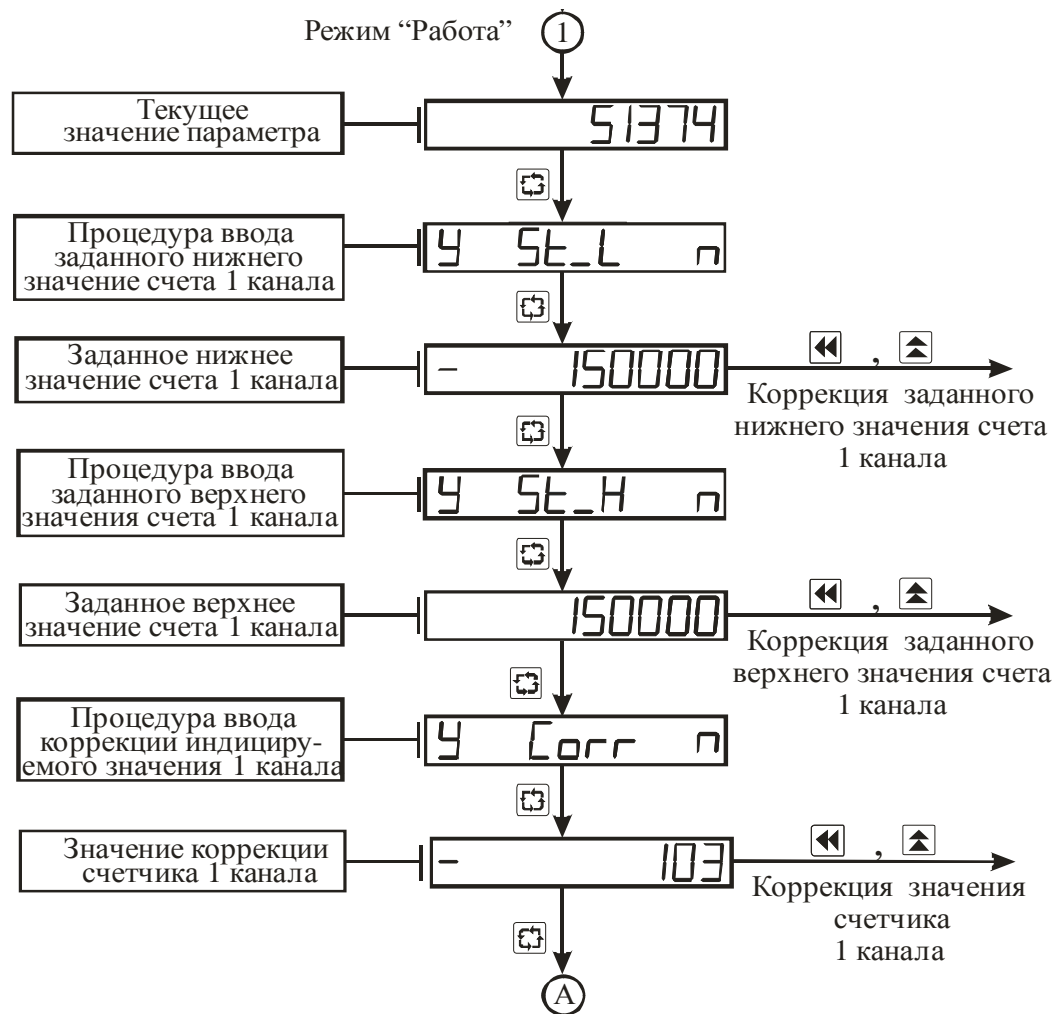 Режим “Работа”
1
Текущее
значение параметра
51374
Процедура ввода
заданного нижнего
значение счета 1 канала
У St_L п
Заданное нижнее
значение счета 1 канала
- 150000
,
Коррекция заданного
нижнего значения счета
1 канала
Процедура ввода
заданного верхнего
значения счета 1 канала
У St_H п
Заданное верхнее
значение счета 1 канала
150000
,
Коррекция заданного
верхнего значения счета
1 канала
Процедура ввода
коррекции индициру-
емого значения 1 канала
У Corr п
Значение коррекции
счетчика 1 канала
- 103
,
Коррекция значения
счетчика
1 канала
А